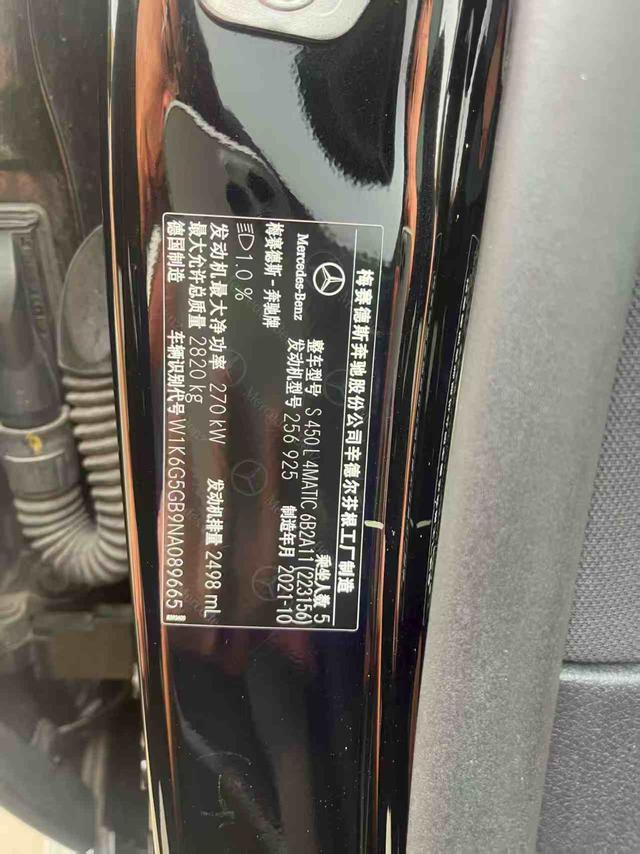 梅赛德斯奔驰股份公司辛德尔芬根工厂制造
Mercedes-Benz
梅赛德斯-奔驰牌
整车型号 S 450 L 4MATIC 6B2A11 (223156)
乘坐人数 5
发动机型号 256 925
制造年月 2021-10
1.0 %
发动机最大净功率 270 kW
发动机排量 2498 mL
最大允许总质量 2820 kg
德国制造
车辆识别代号 W1K6G5GB9NA089665